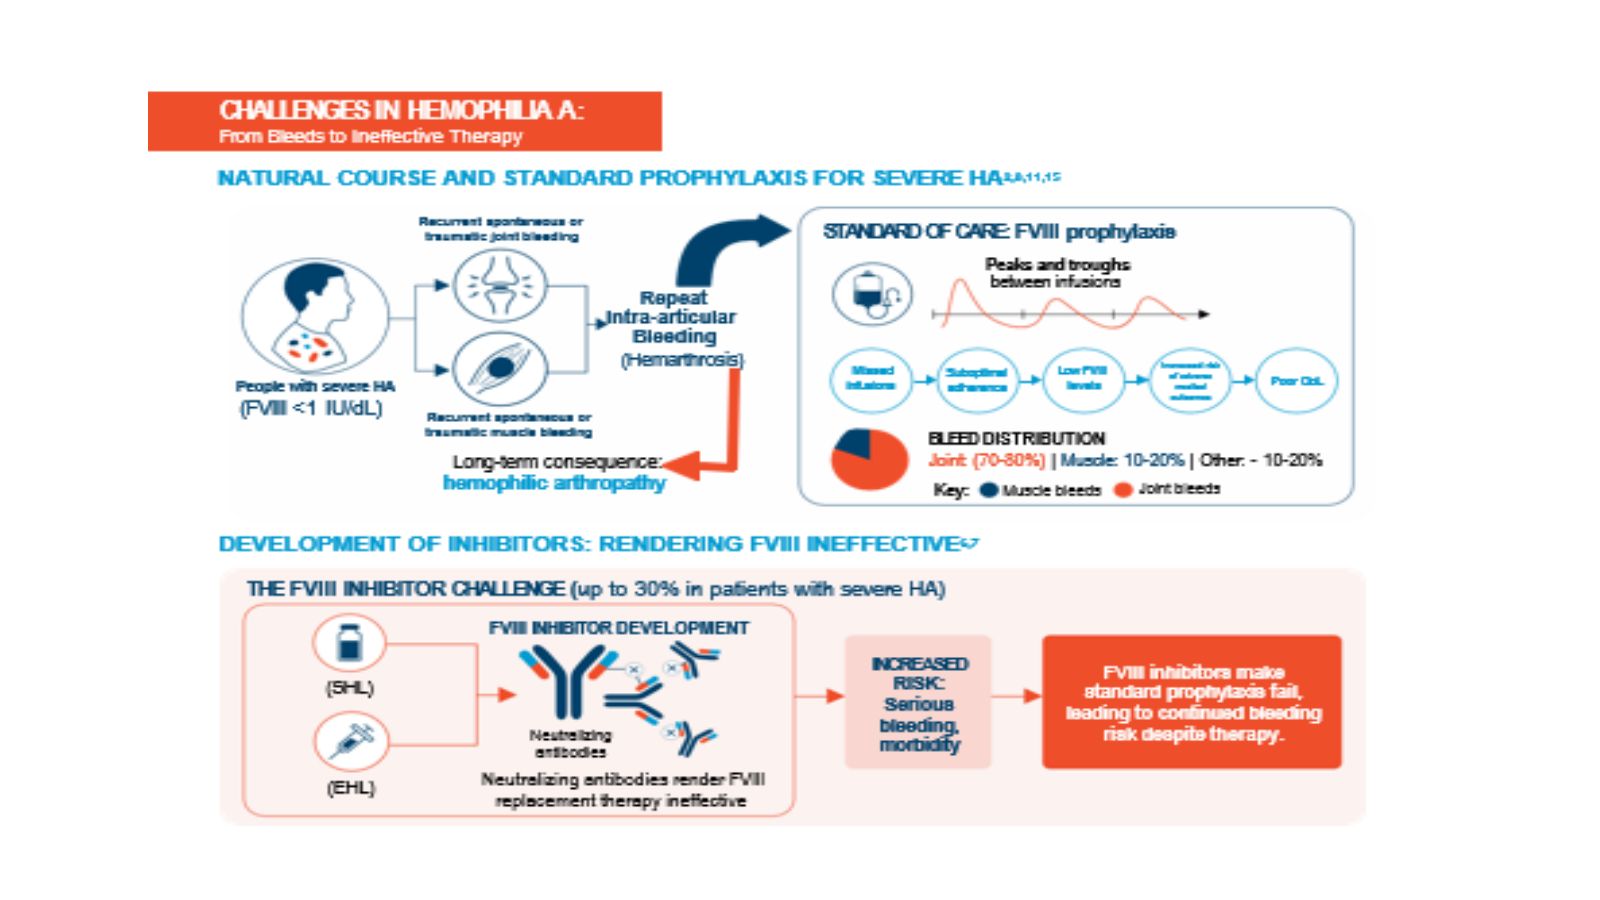 CHALLENGES IN HEMOPHILIA A:
From Bleeds to Ineffective Therapy
NATURAL COURSE AND STANDARD PROPHYLAXIS FOR SEVERE HA
Recurrent spontaneous or
traumatic joint bleeding
People with severe HA
(FVIII <1 IU/dL)
Recurrent spontaneous or
traumatic muscle bleeding
Repeat
Intra-articular
Bleeding
(Hemarthrosis)
Long-term consequence:
hemophilic arthropathy
STANDARD OF CARE: FVIII prophylaxis
Peaks and troughs
between infusions
Missed
infusions
Suboptimal
adherence
Low FVIII
levels
Increased risk
of adverse
outcomes
Poor QoL
BLEED DISTRIBUTION
Joint: (70-80%) | Muscle: 10-20% | Other: - 10-20%
Key: Muscle bleeds Joint bleeds
DEVELOPMENT OF INHIBITORS: RENDERING FVIII INEFFECTIVE
THE FVIII INHIBITOR CHALLENGE (up to 30% in patients with severe HA)
(SHL)
(EHL)
FVIII INHIBITOR DEVELOPMENT
Neutralizing
antibodies
Neutralizing antibodies render FVIII
replacement therapy ineffective
INCREASED
RISK:
Serious
bleeding,
morbidity
FVIII inhibitors make
standard prophylaxis fail,
leading to continued bleeding
risk despite therapy.